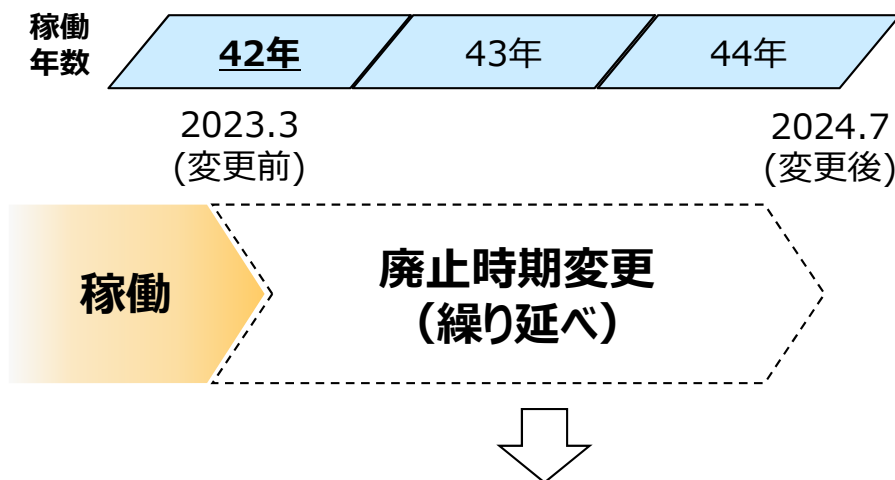 稼働
年数
42年
43年
44年
2023.3
(変更前)
2024.7
(変更後)
稼働
廃止時期変更
(繰り延べ)